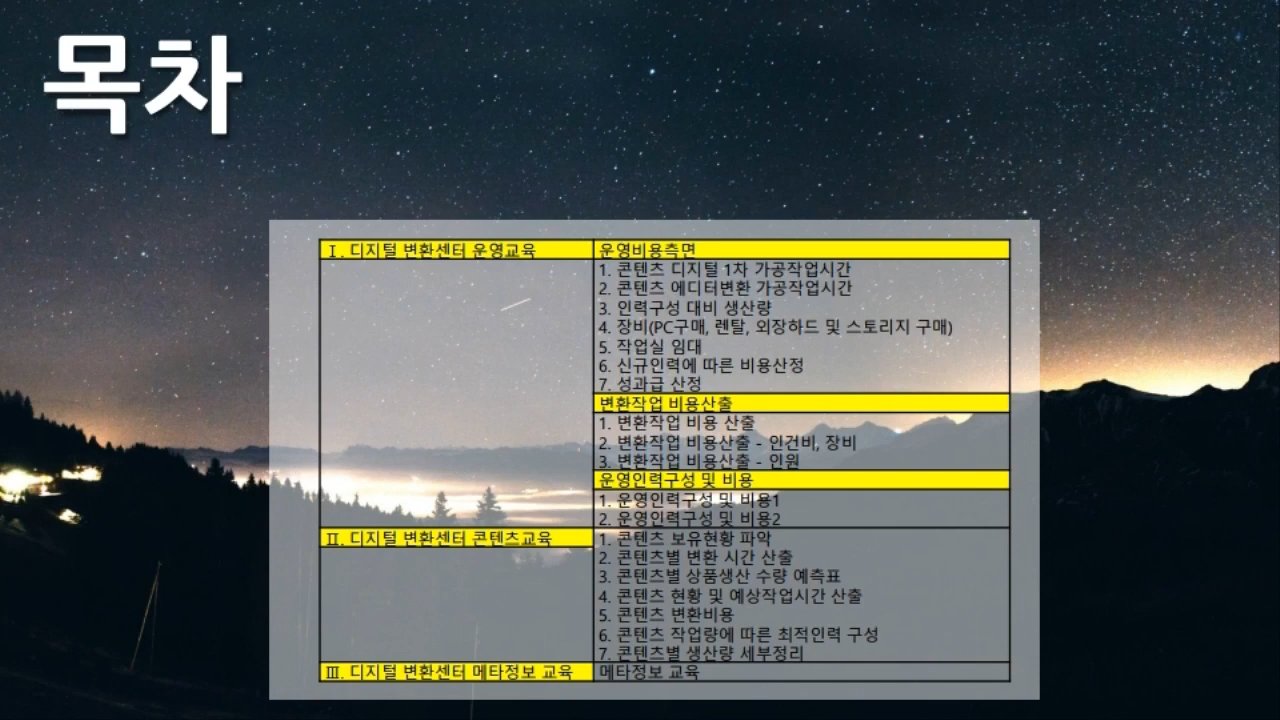 목차
Ⅰ. 디지털 변환센터 운영교육
운영비용측면
1. 콘텐츠 디지털 1차 가공작업시간
2. 콘텐츠 에디터변환 가공작업시간
3. 인력구성 대비 생산량
4. 장비(PC구매, 렌탈, 외장하드 및 스토리지 구매)
5. 작업실 임대
6. 신규인력에 따른 비용산정
7. 성과급 산정
변환작업 비용산출
1. 변환작업 비용 산출
2. 변환작업 비용산출 - 인건비, 장비
3. 변환작업 비용산출 - 인원
운영인력구성 및 비용
1. 운영인력구성 및 비용1
2. 운영인력구성 및 비용2
Ⅱ. 디지털 변환센터 콘텐츠교육
1. 콘텐츠 보유현황 파악
2. 콘텐츠별 변환 시간 산출
3. 콘텐츠별 상품생산 수량 예측표
4. 콘텐츠 현황 및 예상작업시간 산출
5. 콘텐츠 변환비용
6. 콘텐츠 작업량에 따른 최적인력 구성
7. 콘텐츠별 생산량 세부정리
Ⅲ. 디지털 변환센터 메타정보 교육
메타정보 교육